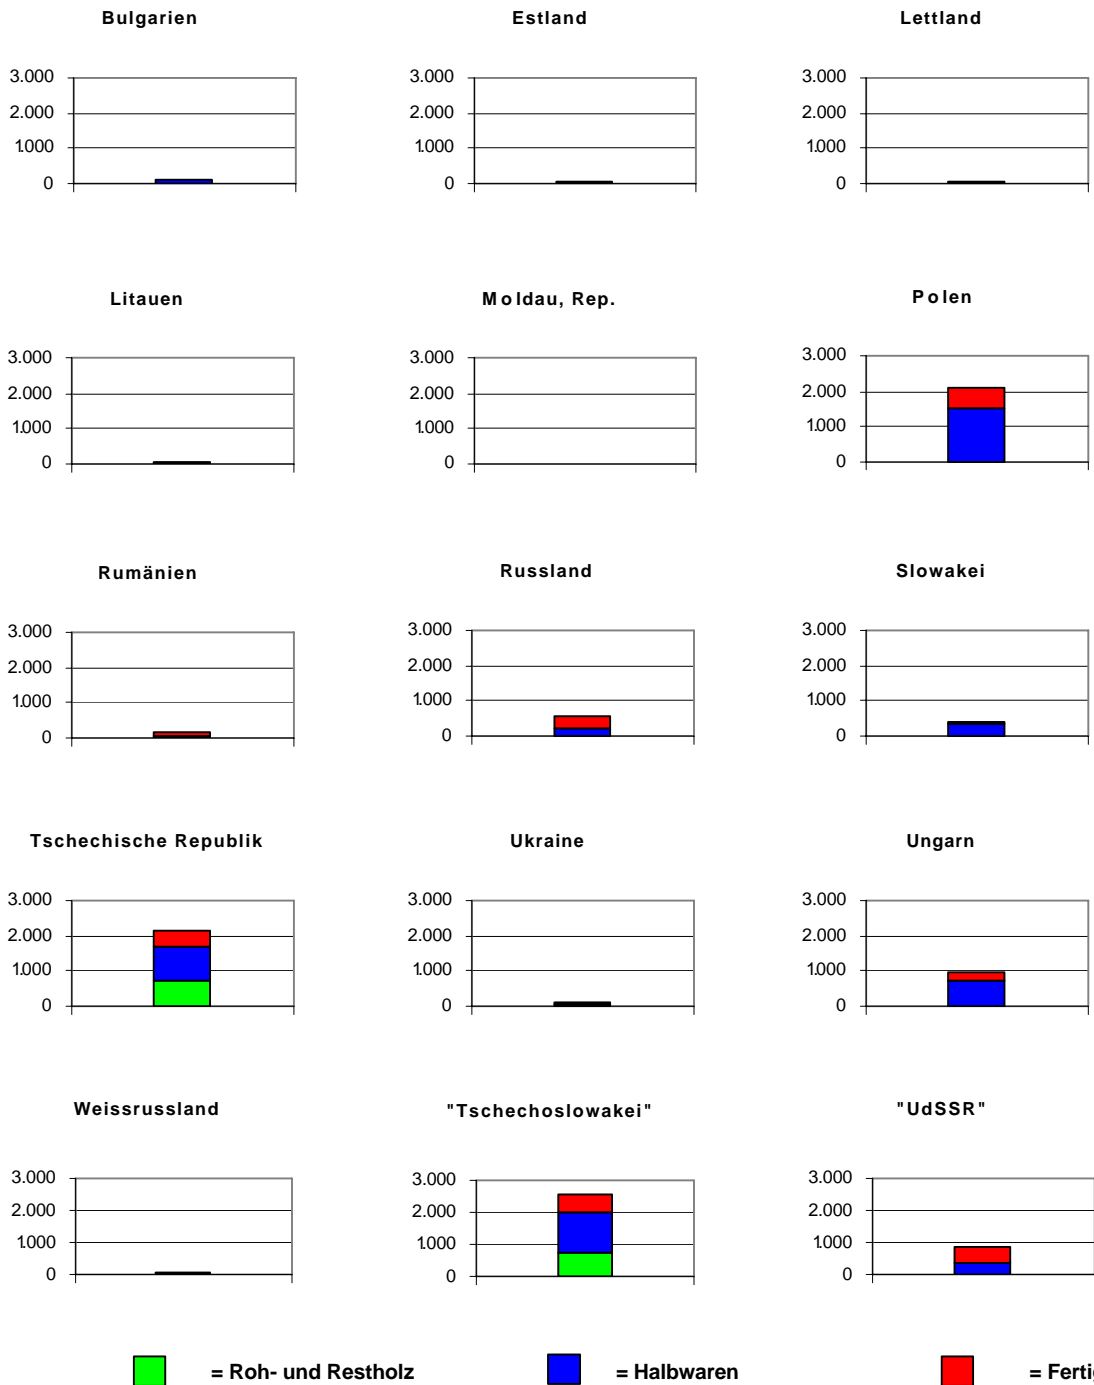 Bulgarien Estland Lettland
3.000 3.000 3.000
2.000 2.000 2.000
1.000 1.000 1.000
0 0 0
Litauen Moldau, Rep. Polen
3.000 3.000 3.000
2.000 2.000 2.000
1.000 1.000 1.000
0 0 0
Rumänien Russland Slowakei
3.000 3.000 3.000
2.000 2.000 2.000
1.000 1.000 1.000
0 0 0
Tschechische Republik Ukraine Ungarn
3.000 3.000 3.000
2.000 2.000 2.000
1.000 1.000 1.000
0 0 0
Weissrussland "Tschechoslowakei" "UdSSR"
3.000 3.000 3.000
2.000 2.000 2.000
1.000 1.000 1.000
0 0 0
= Roh- und Restholz = Halbwaren =